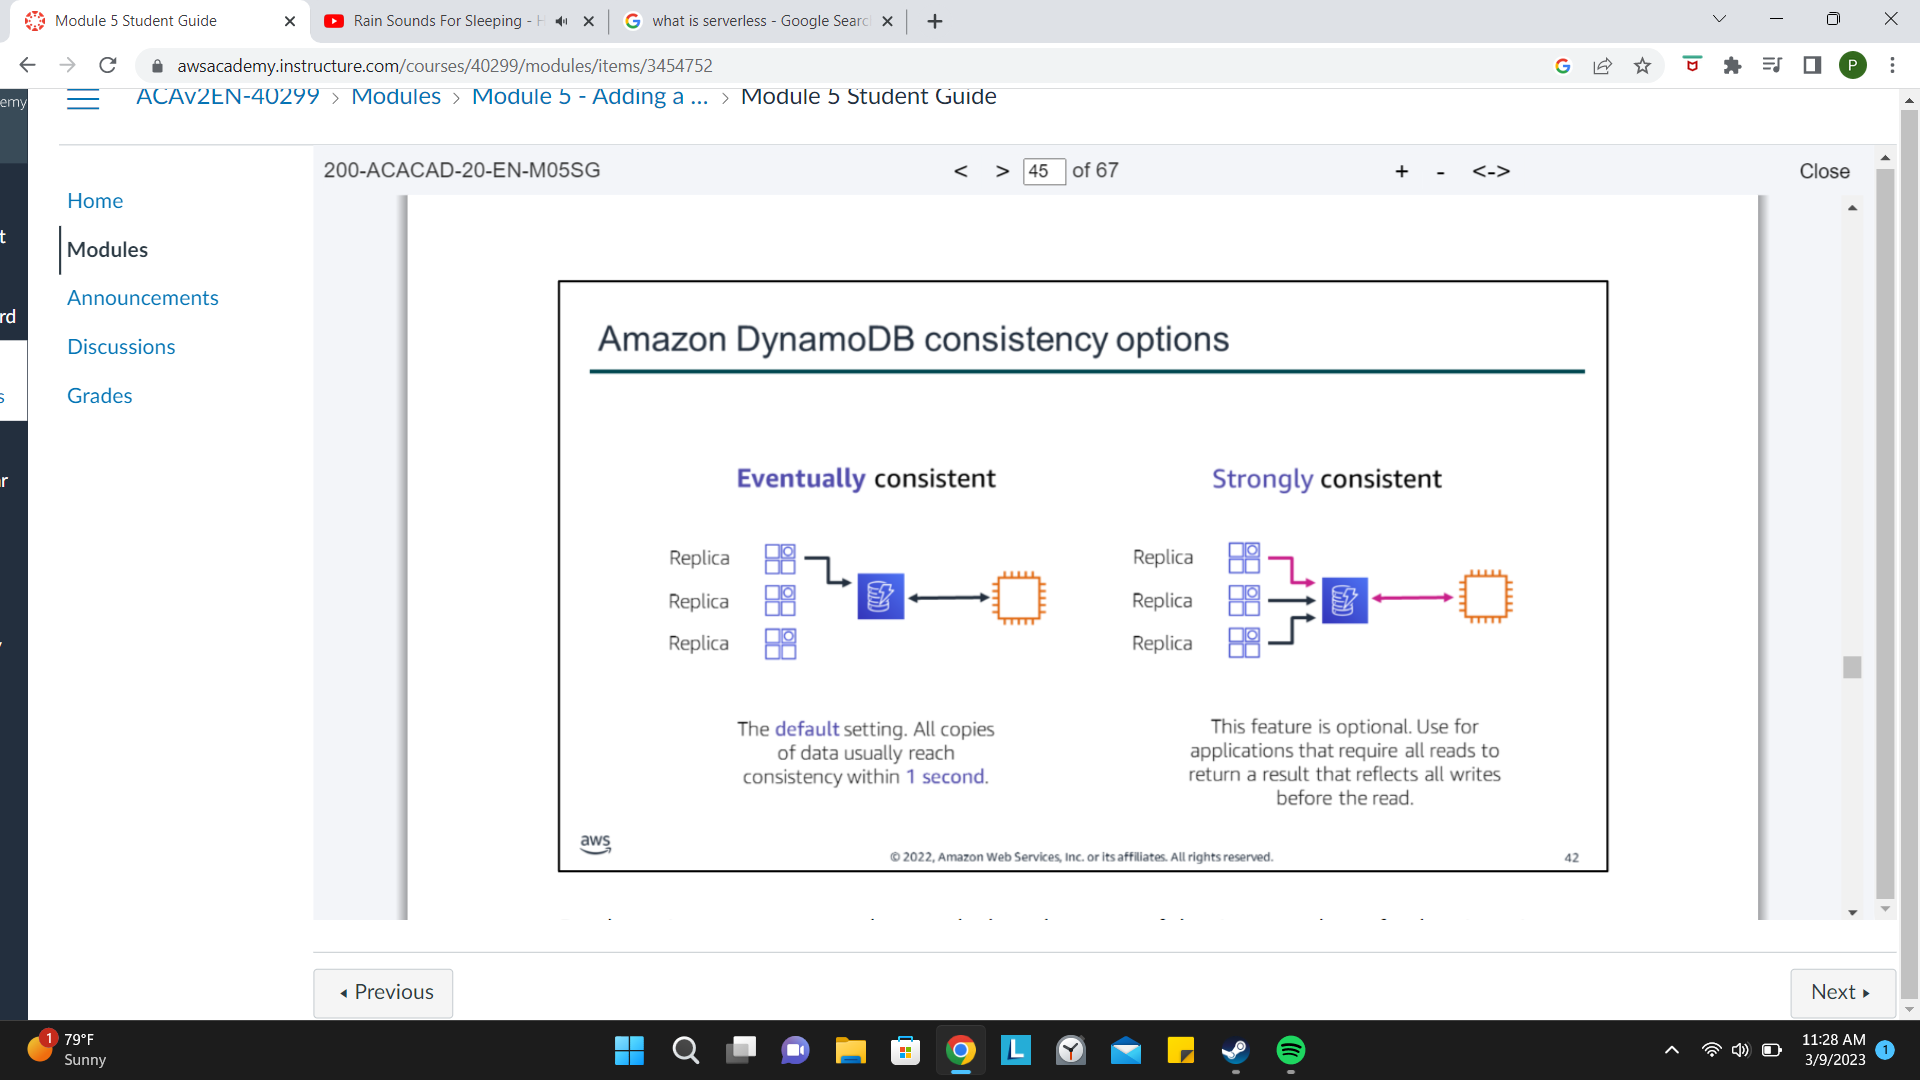 Module 5 Student Guide
Rain Sounds For Sleeping - H
what is serverless - Google Searc
awsacademy.instructure.com/courses/40299/modules/items/3454752
P
emy
ACAv2EN-40299 > Modules > Module 5 - Adding a ... > Module 5 Student Guide
200-ACACAD-20-EN-M05SG
< > 45 of 67
+ - <->
Close
Home
t
Modules
Announcements
rd
Discussions
s
Grades
r
Amazon DynamoDB consistency options
Eventually consistent
Replica
Replica
Replica
The default setting. All copies
of data usually reach
consistency within 1 second.
Strongly consistent
Replica
Replica
Replica
This feature is optional. Use for
applications that require all reads to
return a result that reflects all writes
before the read.
aws
© 2022, Amazon Web Services, Inc. or its affiliates. All rights reserved.
42
Previous
Next
1
79°F
Sunny
L
11:28 AM
3/9/2023
1